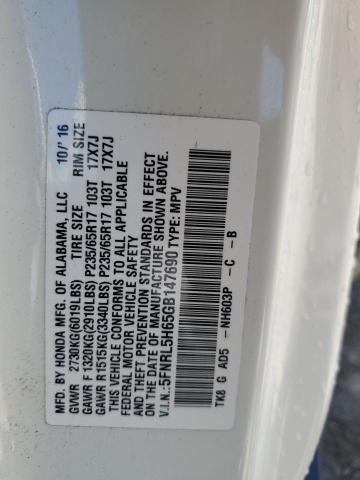 MFD. BY HONDA MFG. OF ALABAMA, LLC 10/'16
TIRE SIZE RIM SIZE
GVWR 2730KG(6019LBS)
GAWR F 1320KG(2910LBS) P235/65R17 103T 17X7J
GAWR R1515KG(3340LBS) P235/65R17 103T 17X7J
THIS VEHICLE CONFORMS TO ALL APPLICABLE
FEDERAL MOTOR VEHICLE SAFETY
AND THEFT PREVENTION STANDARDS IN EFFECT
ON THE DATE OF MANUFACTURE SHOWN ABOVE.
V.I.N.:5FNRL5H65GB147690 TYPE: MPV
TK8 G AD5 -NH603P -C -B